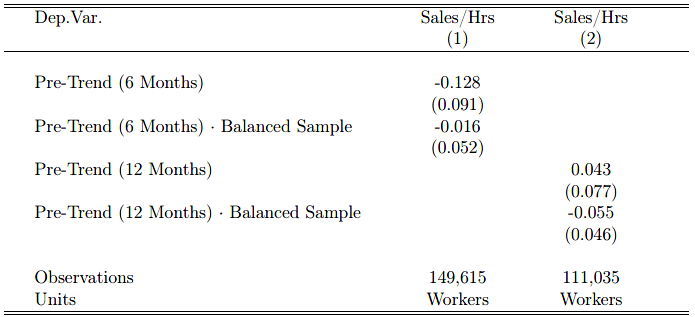 Dep.Var. Sales/Hrs Sales/Hrs
(1) (2)
Pre-Trend (6 Months) -0.128
(0.091)
Pre-Trend (6 Months) · Balanced Sample -0.016
(0.052)
Pre-Trend (12 Months) 0.043
(0.077)
Pre-Trend (12 Months) · Balanced Sample -0.055
(0.046)
Observations 149,615 111,035
Units Workers Workers